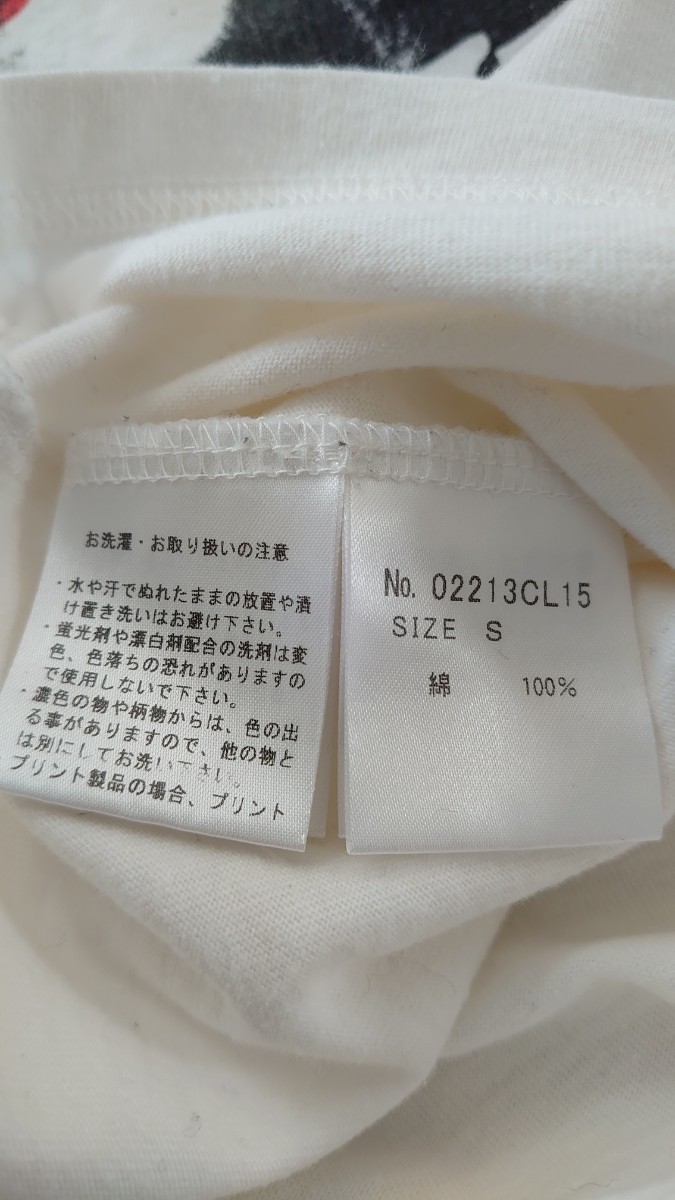 お洗濯・お取り扱いの注意
・水や汗でぬれたままの放置や漬
け置き洗いはお避け下さい。
・蛍光剤や漂白剤配合の洗剤は変
色、色落ちの恐れがありますの
で使用しないで下さい。
・濃色の物や柄物からは、色の出
る事がありますので、他の物と
は別にしてお洗い下さい。
・プリント製品の場合、プリント
No. 02213CL15
SIZE S
綿 100%